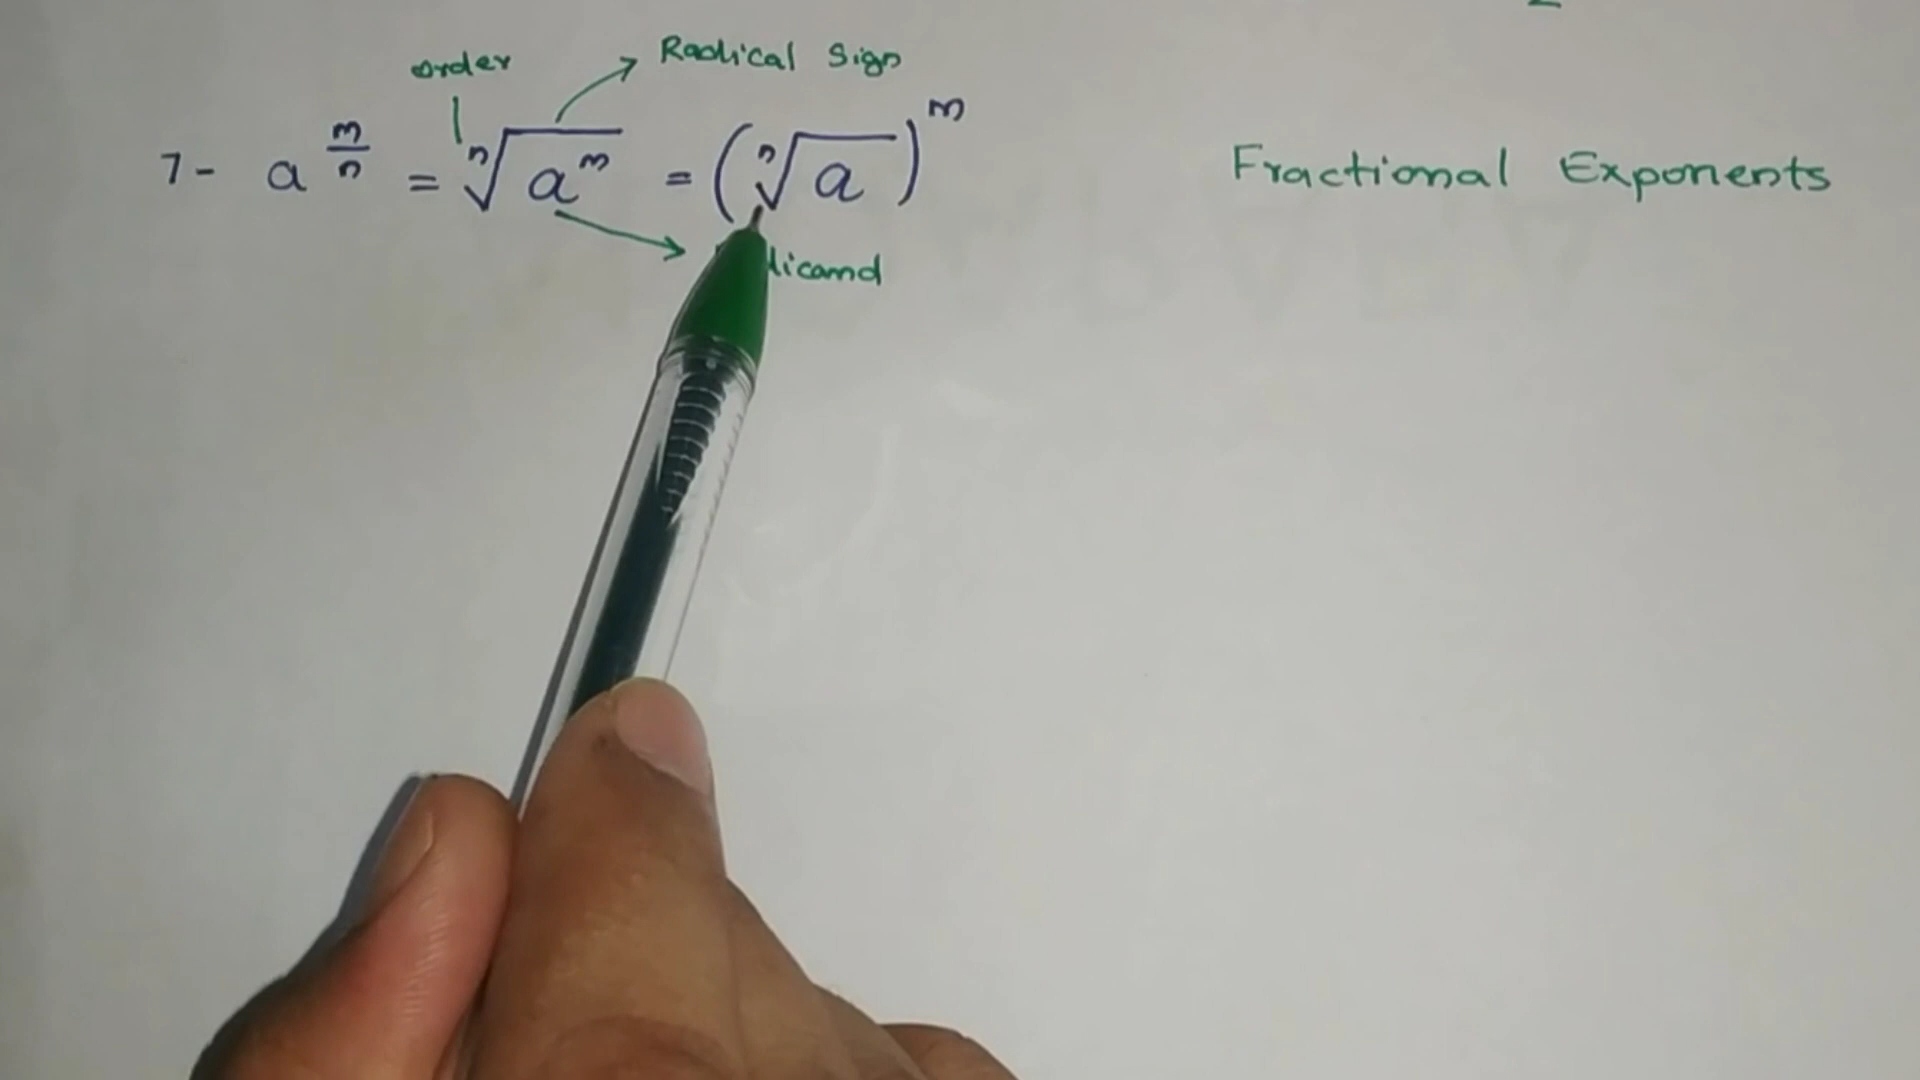 order Radical Sign
7- a^(m/n) = ⁿ√(a^m) = (ⁿ√a)^m Fractional Exponents